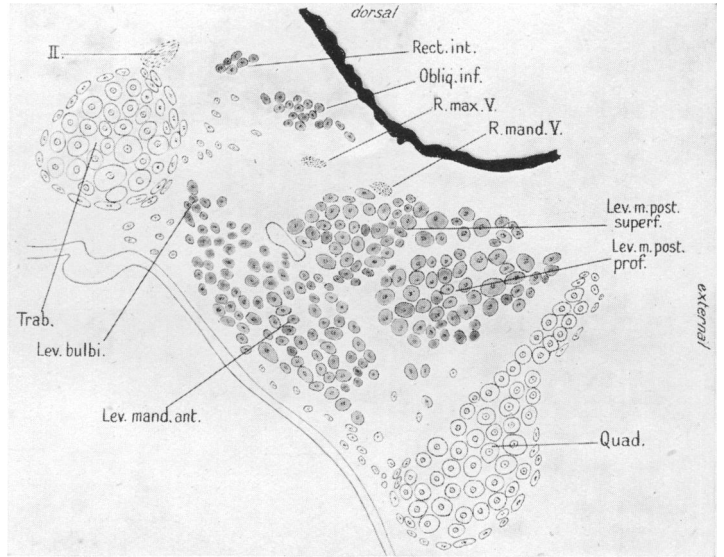 dorsal
II.
Rect. int.
Obliq. inf.
R. max. V.
R. mand. V.
Lev. m. post.
superf.
Lev. m. post.
prof.
external
Trab.
Lev. bulbi.
Lev. mand. ant.
Quad.